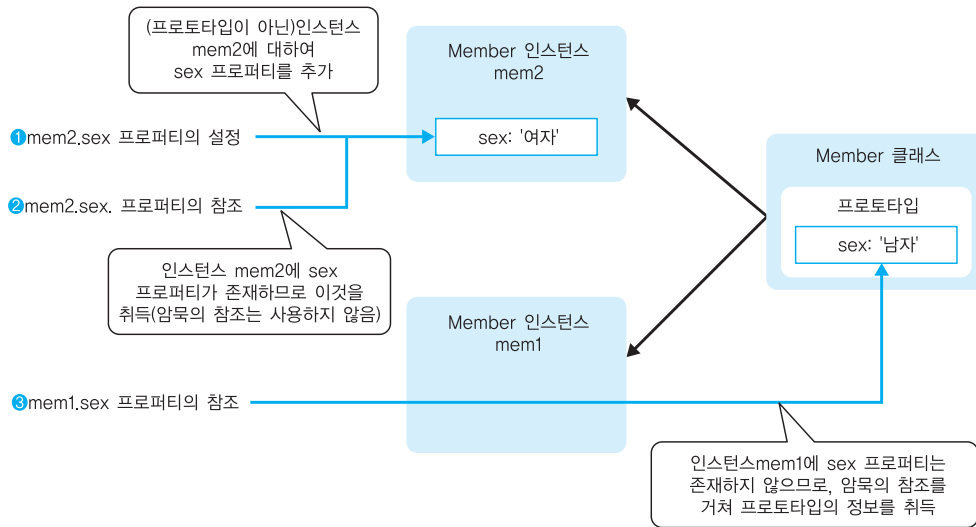 (프로토타입이 아닌)인스턴스
mem2에 대하여
sex 프로퍼티를 추가
Member 인스턴스
mem2
❶mem2.sex 프로퍼티의 설정
sex: '여자'
Member 클래스
❷mem2.sex. 프로퍼티의 참조
프로토타입
sex: '남자'
인스턴스 mem2에 sex
프로퍼티가 존재하므로 이것을
취득(암묵의 참조는 사용하지 않음)
Member 인스턴스
mem1
❸mem1.sex 프로퍼티의 참조
인스턴스mem1에 sex 프로퍼티는
존재하지 않으므로, 암묵의 참조를
거쳐 프로토타입의 정보를 취득